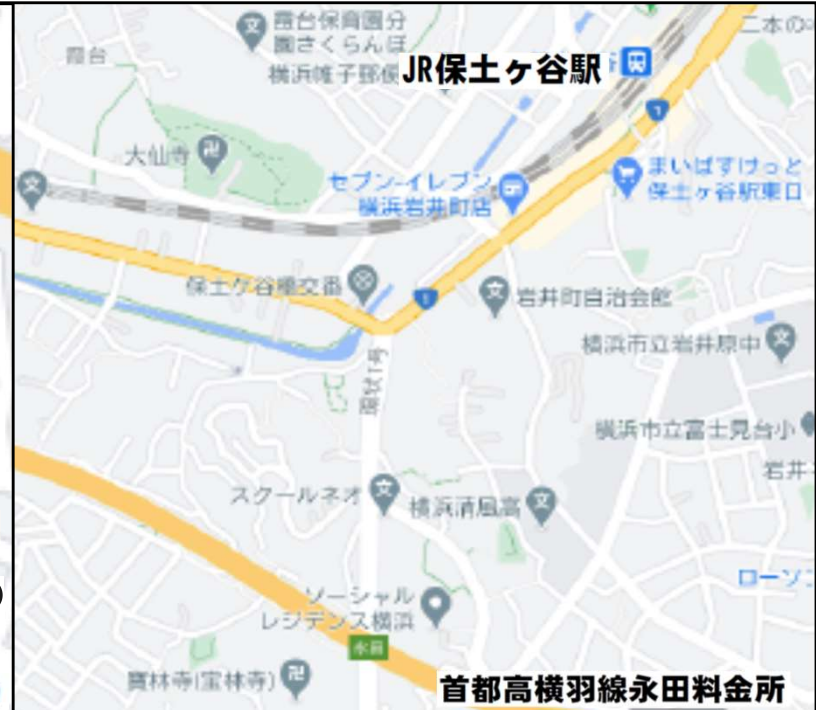 霞台保育園分
園さくらんぼ
二本の
霞台
横浜帷子郵便
JR保土ヶ谷駅
1
大仙寺
まいばすけっと
保土ヶ谷駅東口
セブン-イレブン
横浜岩井町店
保土ケ谷橋交番
1
岩井町自治会館
横浜市立岩井原中
環状1号
横浜市立富士見台小
岩井
スクールネオ
横浜清風高
ローソン
ソーシャル
レジデンス横浜
永田
寶林寺(宝林寺)
首都高横羽線永田料金所